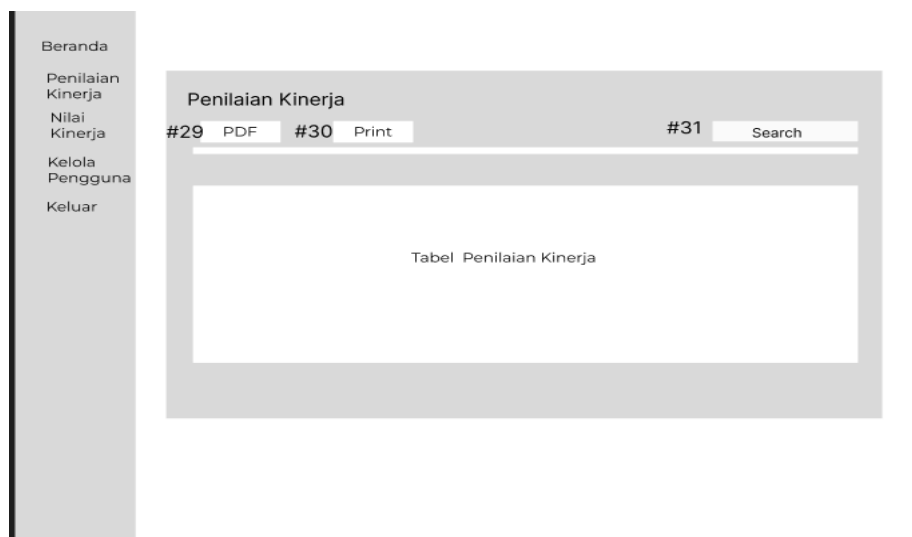 Beranda
Penilaian
Kinerja
Nilai
Kinerja
Kelola
Pengguna
Keluar
Penilaian Kinerja
#29 PDF #30 Print #31 Search
Tabel Penilaian Kinerja